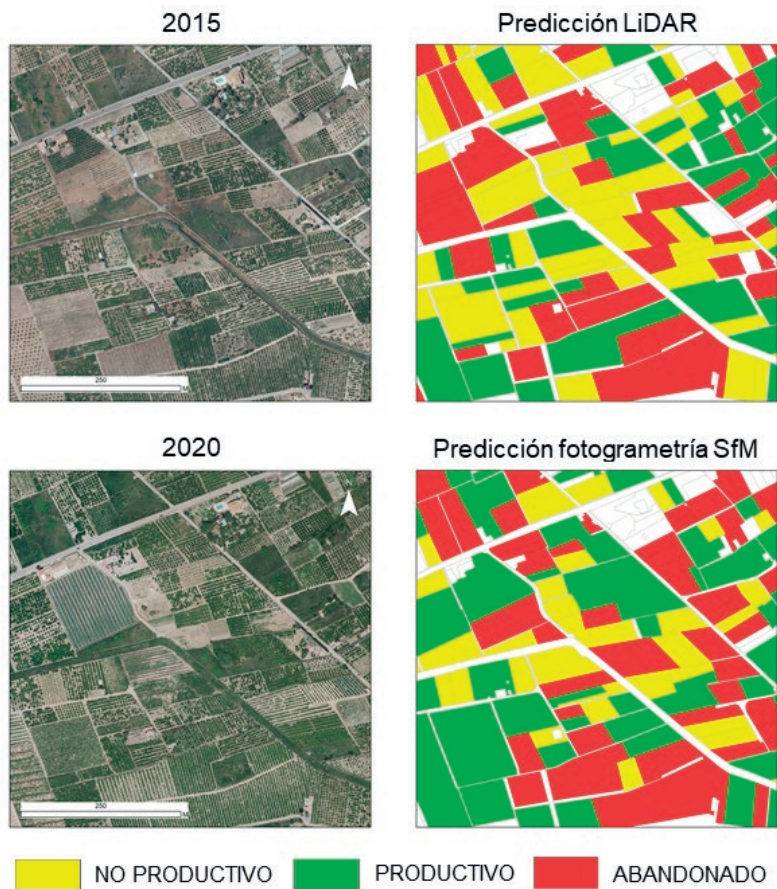 2015
Predicción LiDAR
250
M
2020
Predicción fotogrametría SfM
250
M
NO PRODUCTIVO
PRODUCTIVO
ABANDONADO